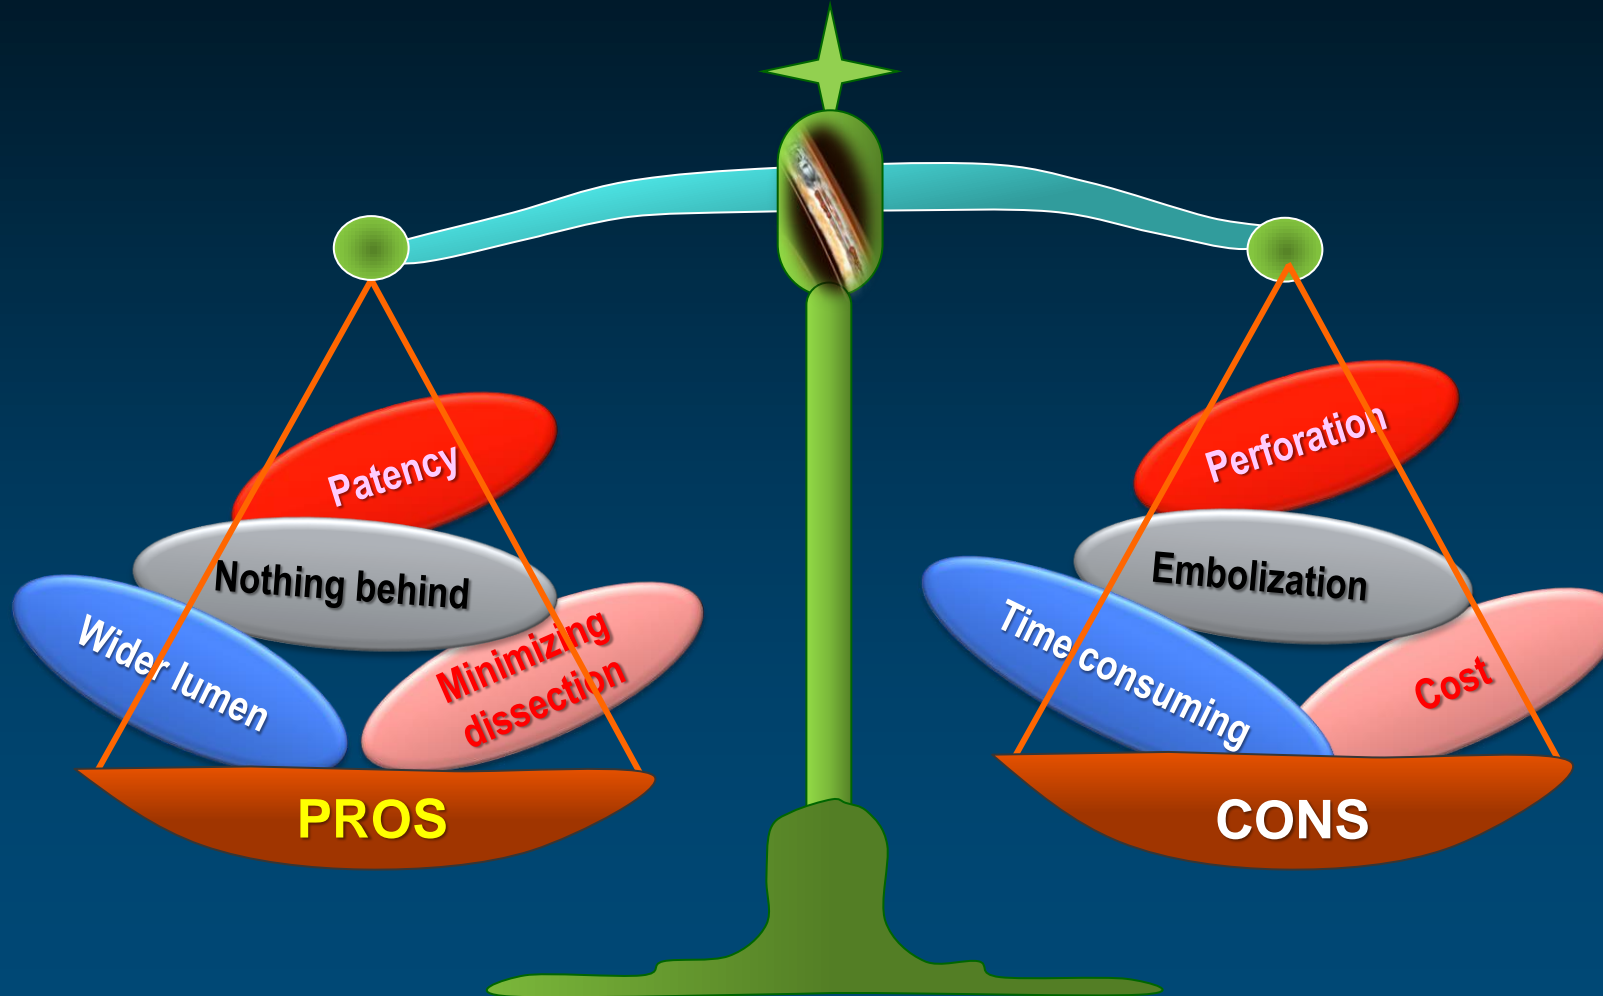 Patency
Nothing behind
Wider lumen
Minimizing
dissection
PROS
Perforation
Embolization
Time consuming
Cost
CONS